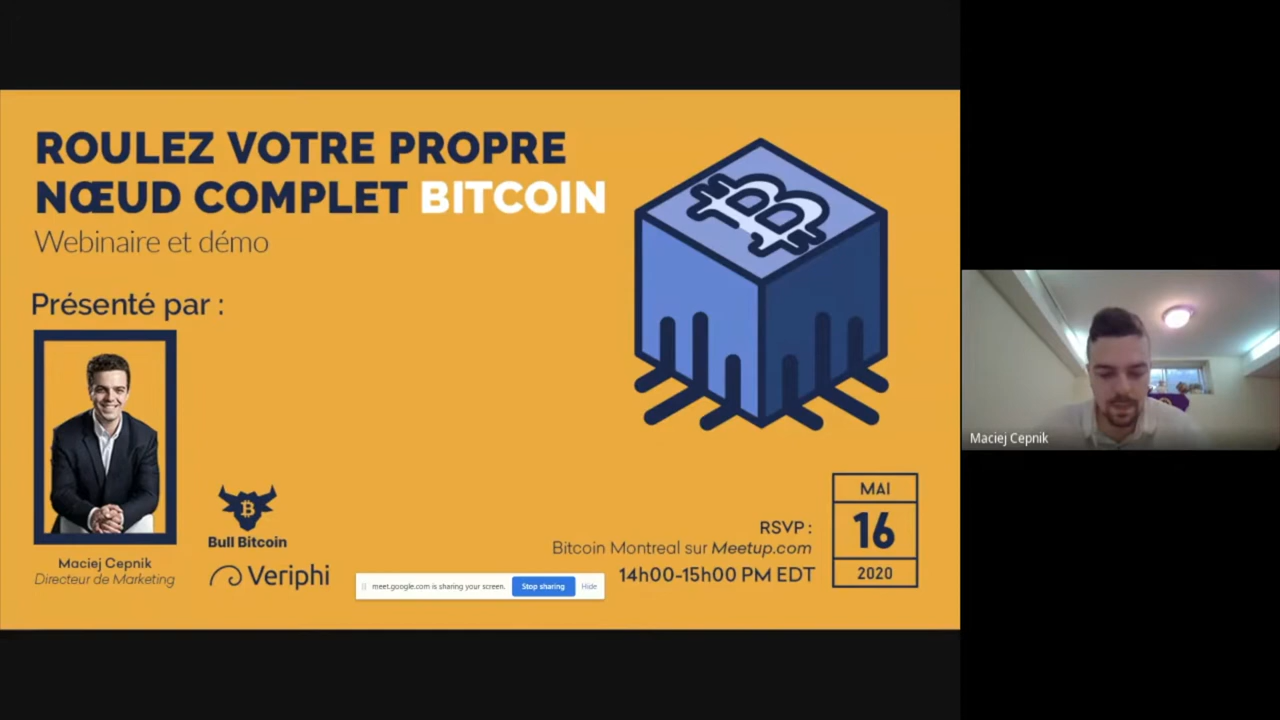 ROULEZ VOTRE PROPRE
NŒUD COMPLET BITCOIN
Webinaire et démo
Présenté par :
Maciej Cepnik
Directeur de Marketing
Bull Bitcoin
Veriphi
meet.google.com is sharing your screen.
Stop sharing
Hide
RSVP :
Bitcoin Montreal sur Meetup.com
14h00-15h00 PM EDT
MAI
16
2020
Maciej Cepnik